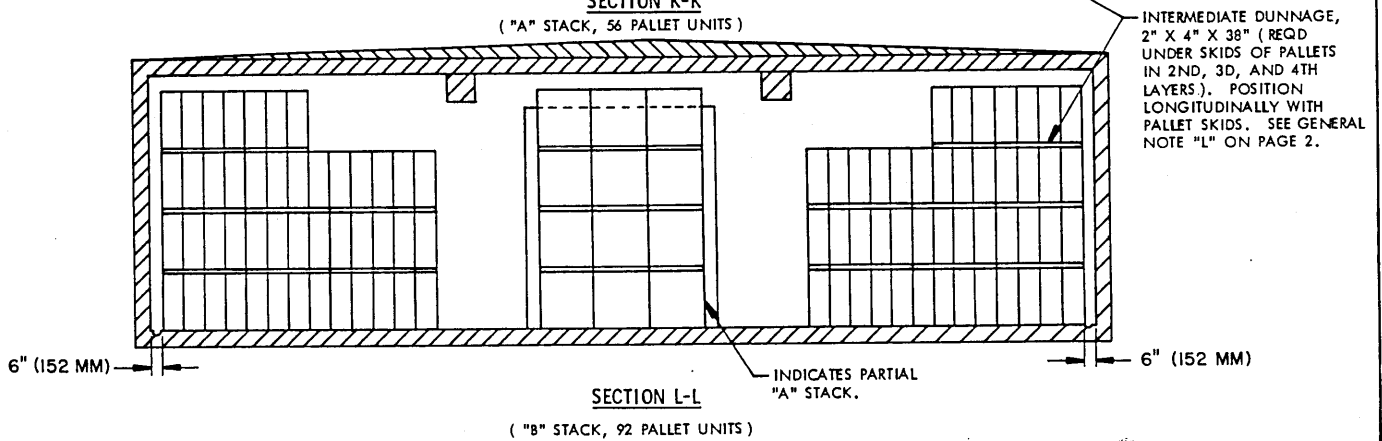 SECTION K-K
( "A" STACK, 56 PALLET UNITS )
INTERMEDIATE DUNNAGE,
2" X 4" X 38" ( REQD
UNDER SKIDS OF PALLETS
IN 2ND, 3D, AND 4TH
LAYERS.). POSITION
LONGITUDINALLY WITH
PALLET SKIDS. SEE GENERAL
NOTE "L" ON PAGE 2.
6" (152 MM)
6" (152 MM)
INDICATES PARTIAL
"A" STACK.
SECTION L-L
( "B" STACK, 92 PALLET UNITS )